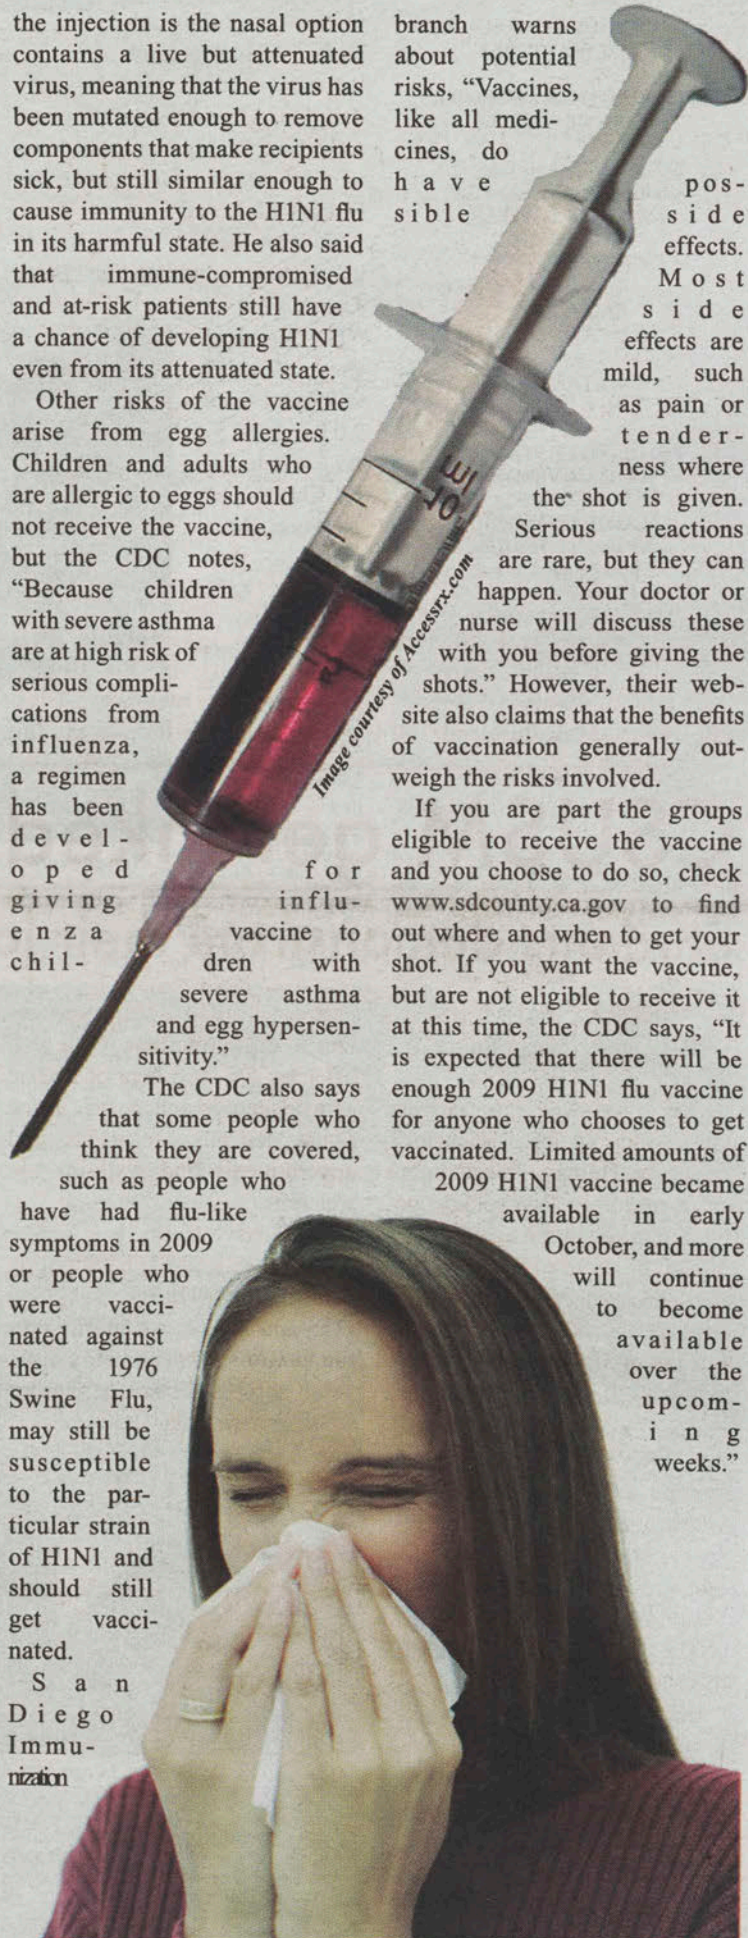 the injection is the nasal option
contains a live but attenuated
virus, meaning that the virus has
been mutated enough to remove
components that make recipients
sick, but still similar enough to
cause immunity to the H1N1 flu
in its harmful state. He also said
that immune-compromised
and at-risk patients still have
a chance of developing H1N1
even from its attenuated state.
Other risks of the vaccine
arise from egg allergies.
Children and adults who
are allergic to eggs should
not receive the vaccine,
but the CDC notes,
“Because children
with severe asthma
are at high risk of
serious compli-
cations from
influenza,
a regimen
has been
devel-
oped for
giving influ-
enza vaccine to
chil- dren with
severe asthma
and egg hypersen-
sitivity.”
The CDC also says
that some people who
think they are covered,
such as people who
have had flu-like
symptoms in 2009
or people who
were vacci-
nated against
the 1976
Swine Flu,
may still be
susceptible
to the par-
ticular strain
of H1N1 and
should still
get vacci-
nated.
San
Diego
Immu-
nization
branch warns
about potential
risks, “Vaccines,
like all medi-
cines, do
have pos-
sible side
effects.
Most
side
effects are
mild, such
as pain or
tender-
ness where
the shot is given.
Serious reactions
are rare, but they can
happen. Your doctor or
nurse will discuss these
with you before giving the
shots.” However, their web-
site also claims that the benefits
of vaccination generally out-
weigh the risks involved.
If you are part the groups
eligible to receive the vaccine
and you choose to do so, check
www.sdcounty.ca.gov to find
out where and when to get your
shot. If you want the vaccine,
but are not eligible to receive it
at this time, the CDC says, “It
is expected that there will be
enough 2009 H1N1 flu vaccine
for anyone who chooses to get
vaccinated. Limited amounts of
2009 H1N1 vaccine became
available in early
October, and more
will continue
to become
available
over the
upcom-
ing
weeks.”
ml
10
Image courtesy of Accessrx.com